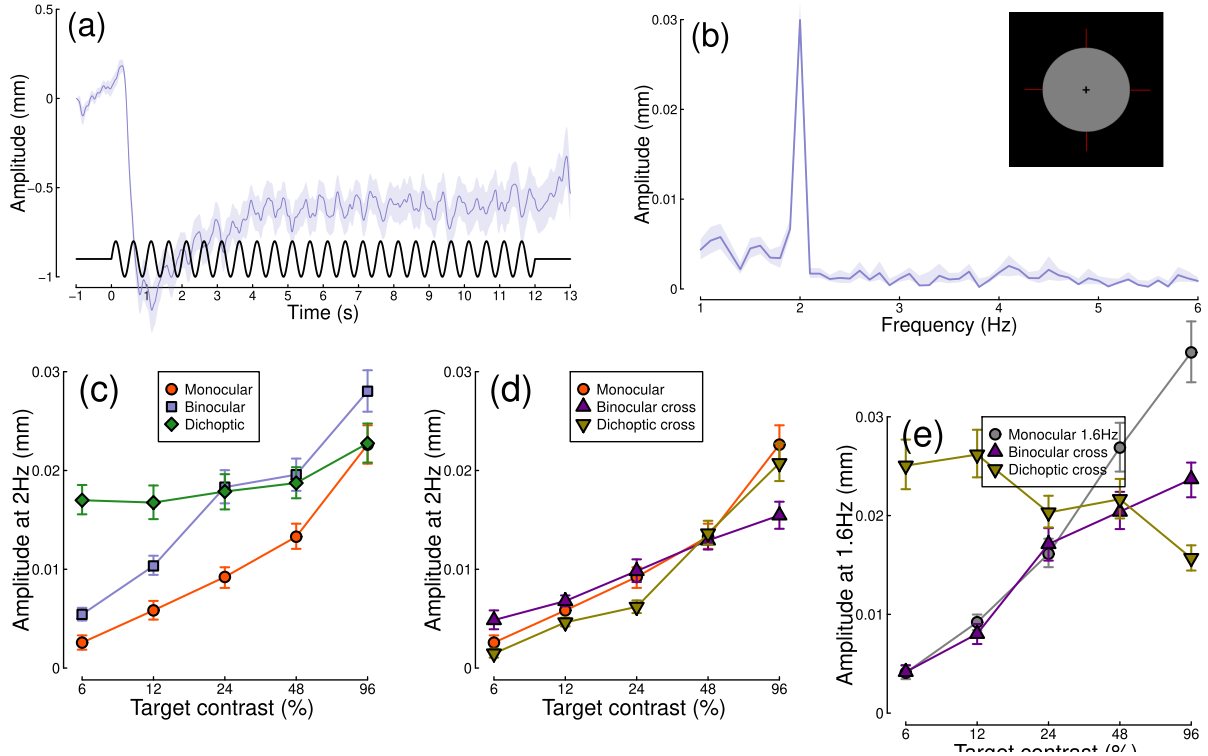 (a)
Amplitude (mm)
0.5
0
−0.5
−1
−1 0 1 2 3 4 5 6 7 8 9 10 11 12 13
Time (s)
(b)
Amplitude (mm)
0.03
0.02
0.01
0
1 2 3 4 5 6
Frequency (Hz)
(c)
Monocular
Binocular
Dichoptic
Amplitude at 2Hz (mm)
0.03
0.02
0.01
0
6 12 24 48 96
Target contrast (%)
(d)
Monocular
Binocular cross
Dichoptic cross
Amplitude at 2Hz (mm)
0.03
0.02
0.01
0
6 12 24 48 96
Target contrast (%)
(e)
Monocular 1.6Hz
Binocular cross
Dichoptic cross
Amplitude at 1.6Hz (mm)
0.03
0.02
0.01
0
6 12 24 48 96
Target contrast (%)